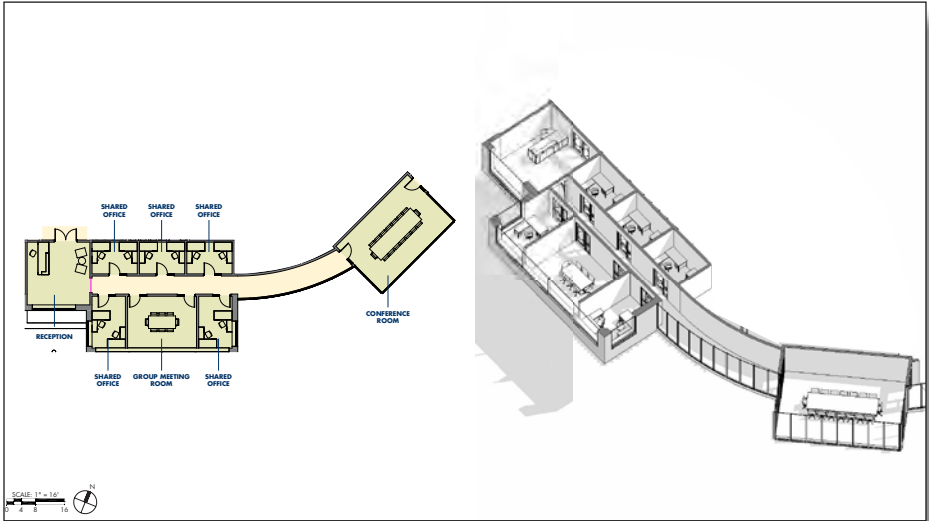 SHARED
OFFICE
SHARED
OFFICE
SHARED
OFFICE
CONFERENCE
ROOM
RECEPTION
SHARED
OFFICE
GROUP MEETING
ROOM
SHARED
OFFICE
SCALE: 1" = 16'
0 4 8 16
N